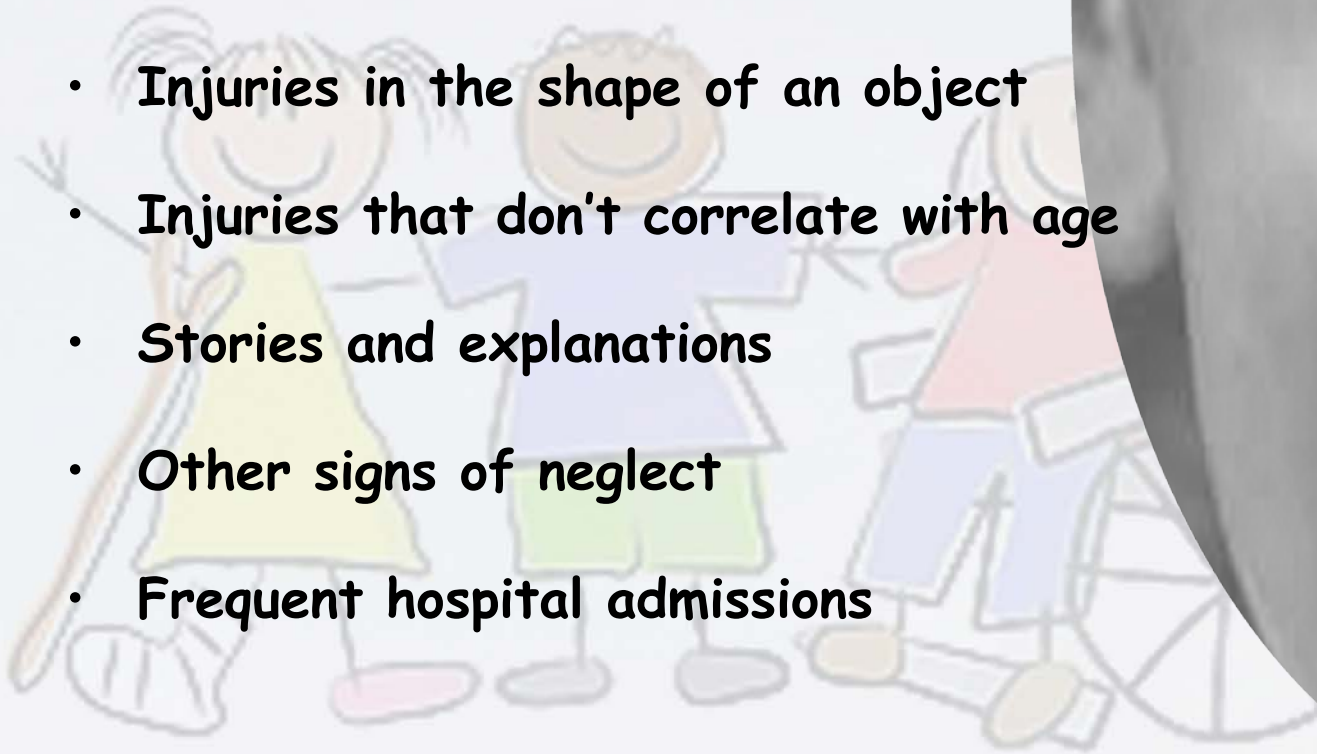 • Injuries in the shape of an object
• Injuries that don't correlate with age
• Stories and explanations
• Other signs of neglect
• Frequent hospital admissions